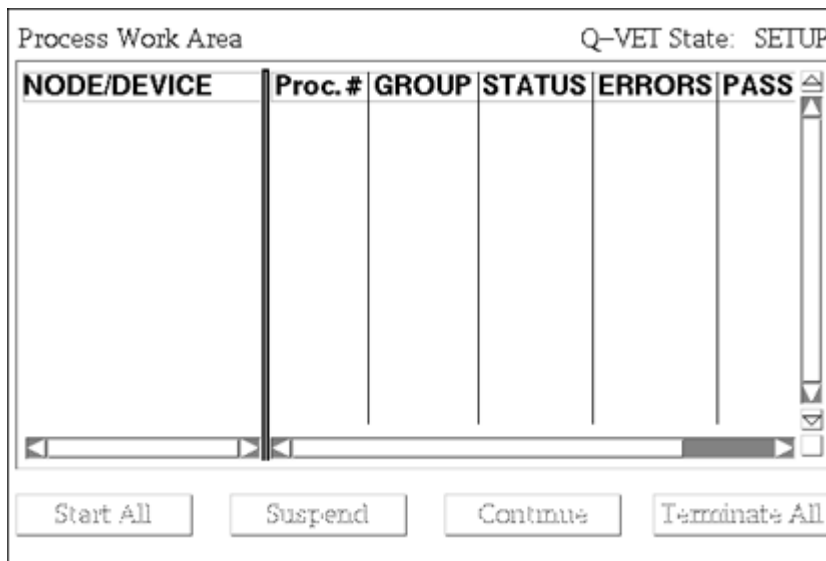 Process Work Area Q–VET State: SETUP
NODE/DEVICE Proc. # GROUP STATUS ERRORS PASS
Start All Suspend Continue Terminate All